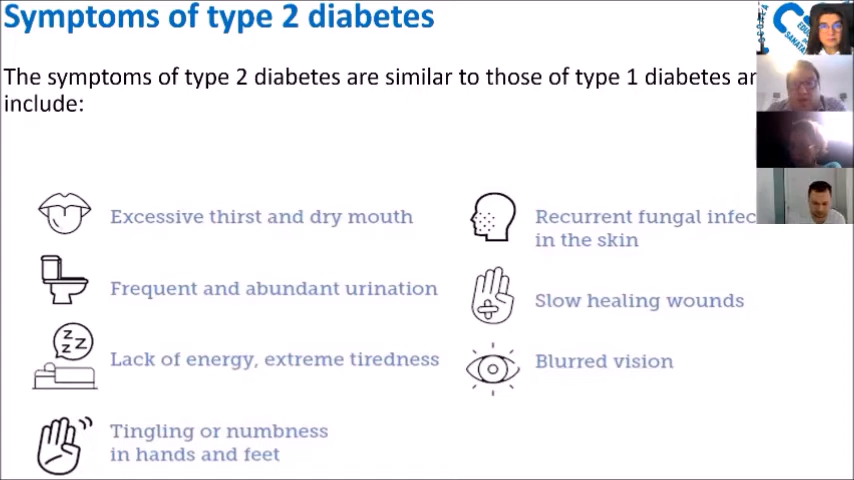 Symptoms of type 2 diabetes
The symptoms of type 2 diabetes are similar to those of type 1 diabetes
include:
Excessive thirst and dry mouth
Frequent and abundant urination
Lack of energy, extreme tiredness
z z z
Tingling or numbness
in hands and feet
Recurrent fungal
in the skin
Slow healing wounds
Blurred vision